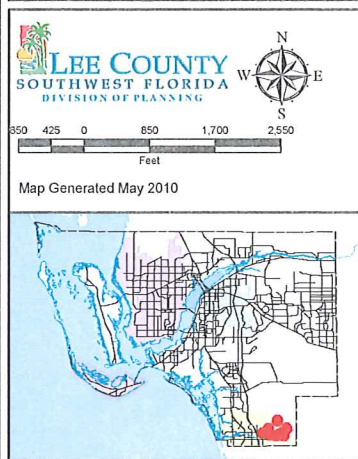 LEE COUNTY
SOUTHWEST FLORIDA
DIVISION OF PLANNING
N
W E
S
850 425 0 850 1,700 2,550
Feet
Map Generated May 2010